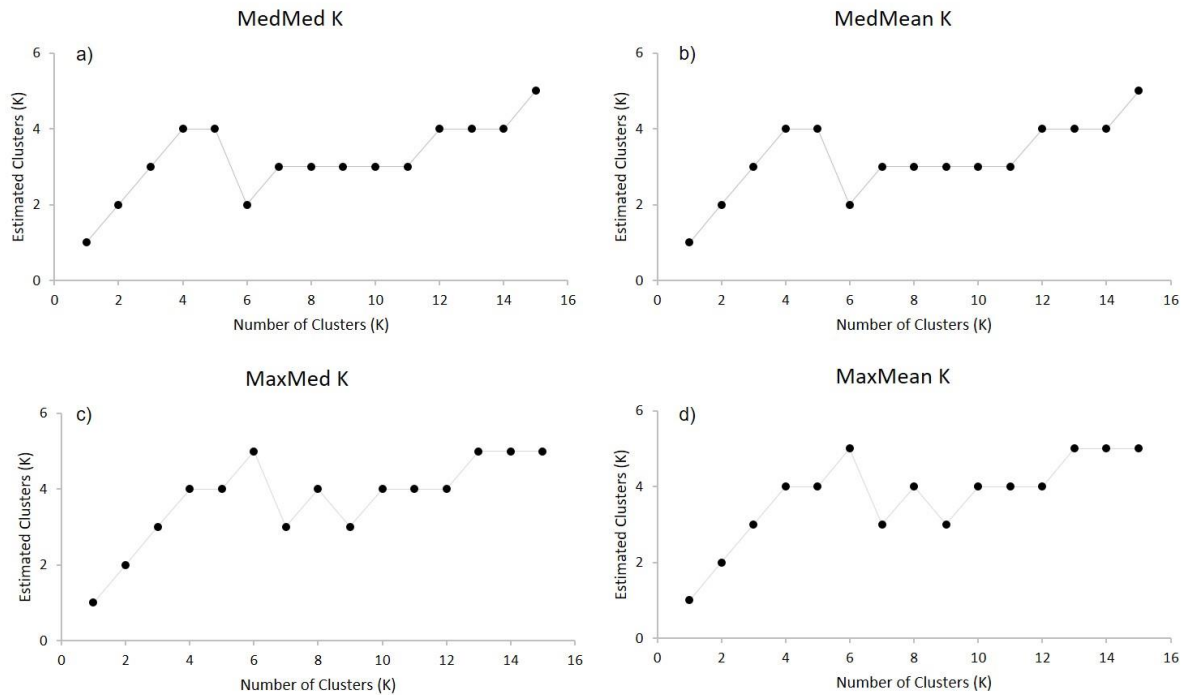 MedMed K
a)
6
4
2
0
Estimated Clusters (K)
0 2 4 6 8 10 12 14 16
Number of Clusters (K)
MedMean K
b)
6
4
2
0
Estimated Clusters (K)
0 2 4 6 8 10 12 14 16
Number of Clusters (K)
MaxMed K
c)
6
4
2
0
Estimated Clusters (K)
0 2 4 6 8 10 12 14 16
Number of Clusters (K)
MaxMean K
d)
6
4
2
0
Estimated Clusters (K)
0 2 4 6 8 10 12 14 16
Number of Clusters (K)